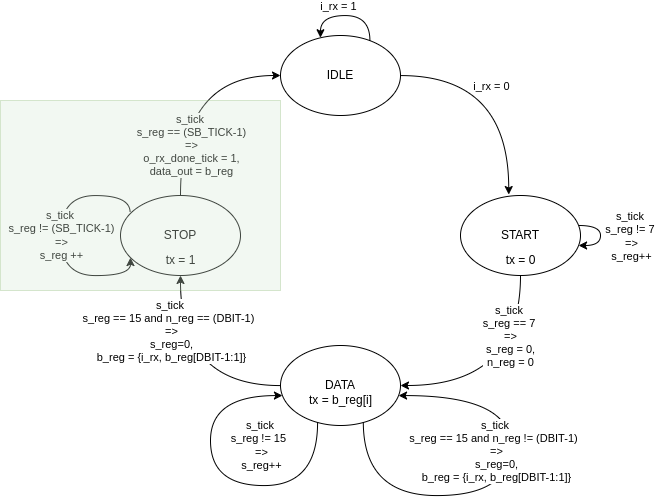 i_rx = 1
IDLE
i_rx = 0
s_tick
s_reg == (SB_TICK-1)
=>
o_rx_done_tick = 1,
data_out = b_reg
s_tick
s_reg != (SB_TICK-1)
=>
s_reg ++
STOP
tx = 1
START
tx = 0
s_tick
s_reg != 7
=>
s_reg++
s_tick
s_reg == 15 and n_reg == (DBIT-1)
=>
s_reg=0,
b_reg = {i_rx, b_reg[DBIT-1:1]}
s_tick
s_reg == 7
=>
s_reg = 0,
n_reg = 0
DATA
tx = b_reg[i]
s_tick
s_reg != 15
=>
s_reg++
s_tick
s_reg == 15 and n_reg != (DBIT-1)
=>
s_reg=0,
b_reg = {i_rx, b_reg[DBIT-1:1]}